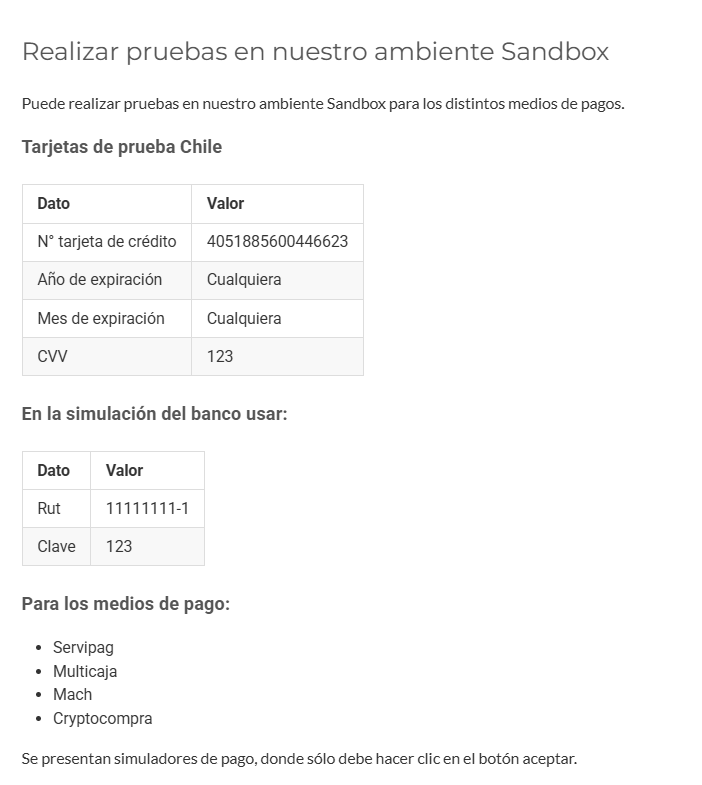 Realizar pruebas en nuestro ambiente Sandbox
Puede realizar pruebas en nuestro ambiente Sandbox para los distintos medios de pagos.
Tarjetas de prueba Chile
Dato Valor
N° tarjeta de crédito 4051885600446623
Año de expiración Cualquiera
Mes de expiración Cualquiera
CVV 123
En la simulación del banco usar:
Dato Valor
Rut 11111111-1
Clave 123
Para los medios de pago:
• Servipag
• Multicaja
• Mach
• Cryptocompra
Se presentan simuladores de pago, donde sólo debe hacer clic en el botón aceptar.